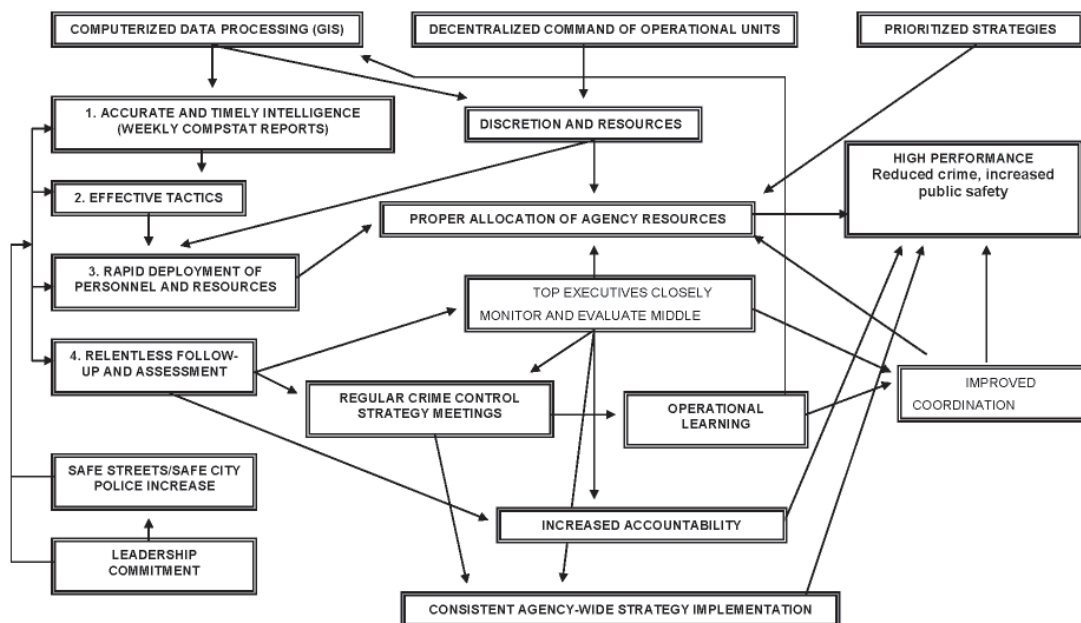 COMPUTERIZED DATA PROCESSING (GIS)
DECENTRALIZED COMMAND OF OPERATIONAL UNITS
PRIORITIZED STRATEGIES
1. ACCURATE AND TIMELY INTELLIGENCE
(WEEKLY COMPSTAT REPORTS)
DISCRETION AND RESOURCES
HIGH PERFORMANCE
Reduced crime, increased
public safety
2. EFFECTIVE TACTICS
PROPER ALLOCATION OF AGENCY RESOURCES
3. RAPID DEPLOYMENT OF
PERSONNEL AND RESOURCES
TOP EXECUTIVES CLOSELY
MONITOR AND EVALUATE MIDDLE
4. RELENTLESS FOLLOW-
UP AND ASSESSMENT
REGULAR CRIME CONTROL
STRATEGY MEETINGS
OPERATIONAL
LEARNING
IMPROVED
COORDINATION
SAFE STREETS/SAFE CITY
POLICE INCREASE
INCREASED ACCOUNTABILITY
LEADERSHIP
COMMITMENT
CONSISTENT AGENCY-WIDE STRATEGY IMPLEMENTATION